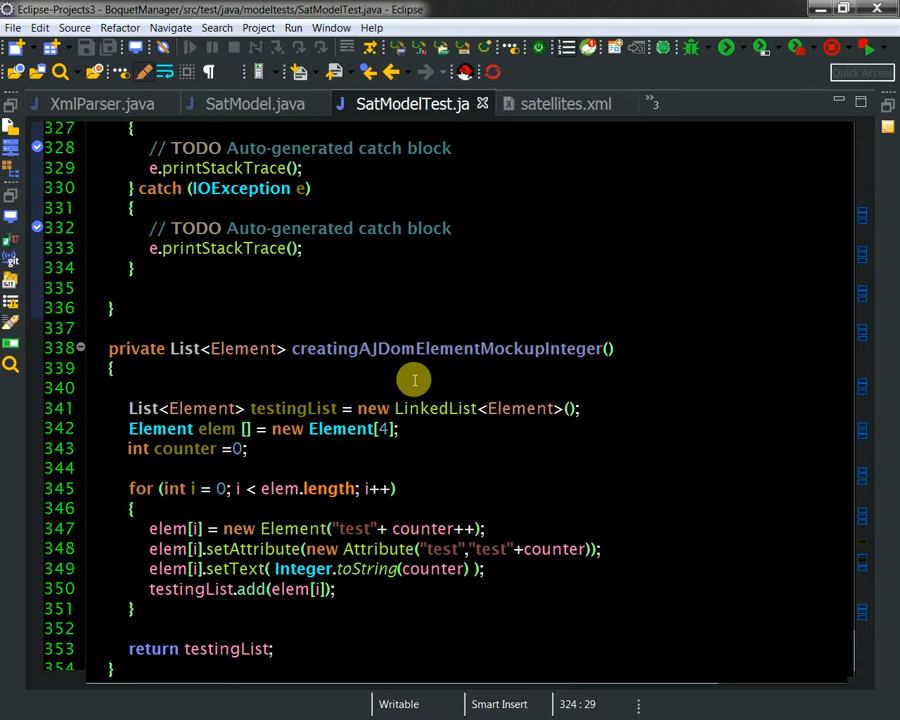 Eclipse-Projects3 - BoquetManager/src/test/java/modeltests/SatModelTest.java - Eclipse
File Edit Source Refactor Navigate Search Project Run Window Help
Quick Access
XmlParser.java SatModel.java SatModelTest.ja satellites.xml »3
327 {
328 // TODO Auto-generated catch block
329 e.printStackTrace();
330 } catch (IOException e)
331 {
332 // TODO Auto-generated catch block
333 e.printStackTrace();
334 }
335
336 }
337
338 private List<Element> creatingAJDomElementMockupInteger()
339 {
340
341 List<Element> testingList = new LinkedList<Element>();
342 Element elem [] = new Element[4];
343 int counter =0;
344
345 for (int i = 0; i < elem.length; i++)
346 {
347 elem[i] = new Element("test"+ counter++);
348 elem[i].setAttribute(new Attribute("test","test"+counter));
349 elem[i].setText( Integer.toString(counter) );
350 testingList.add(elem[i]);
351 }
352
353 return testingList;
354 }
Writable Smart Insert 324 : 29